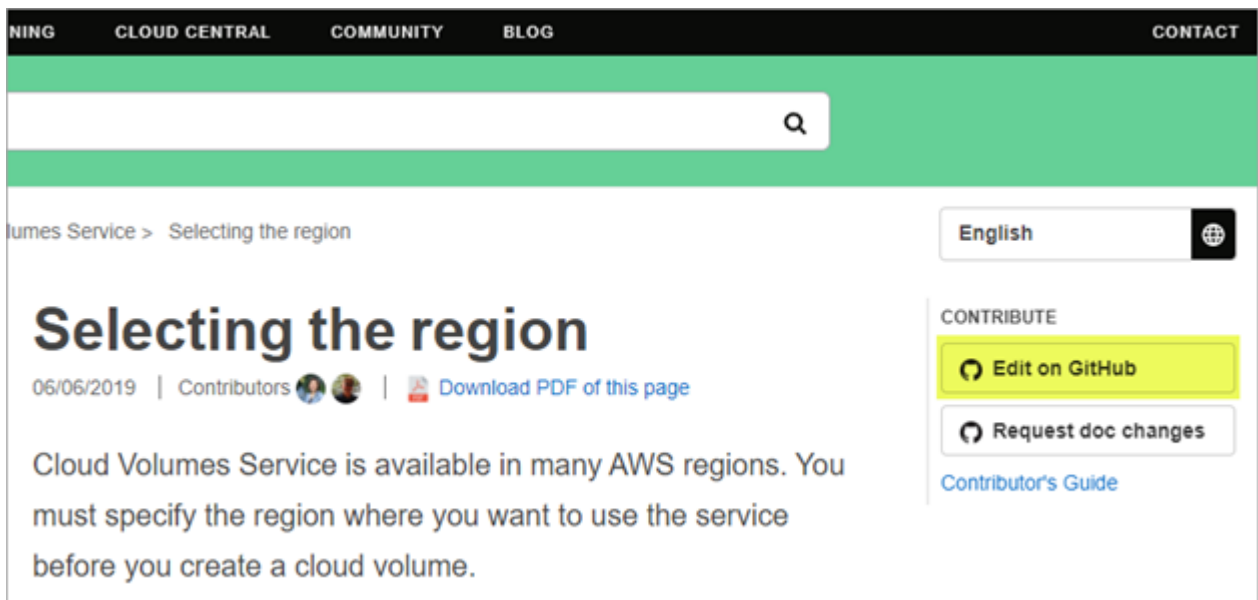 NING CLOUD CENTRAL COMMUNITY BLOG CONTACT
lumes Service > Selecting the region
English
Selecting the region
06/06/2019 | Contributors | Download PDF of this page
Cloud Volumes Service is available in many AWS regions. You
must specify the region where you want to use the service
before you create a cloud volume.
CONTRIBUTE
Edit on GitHub
Request doc changes
Contributor's Guide